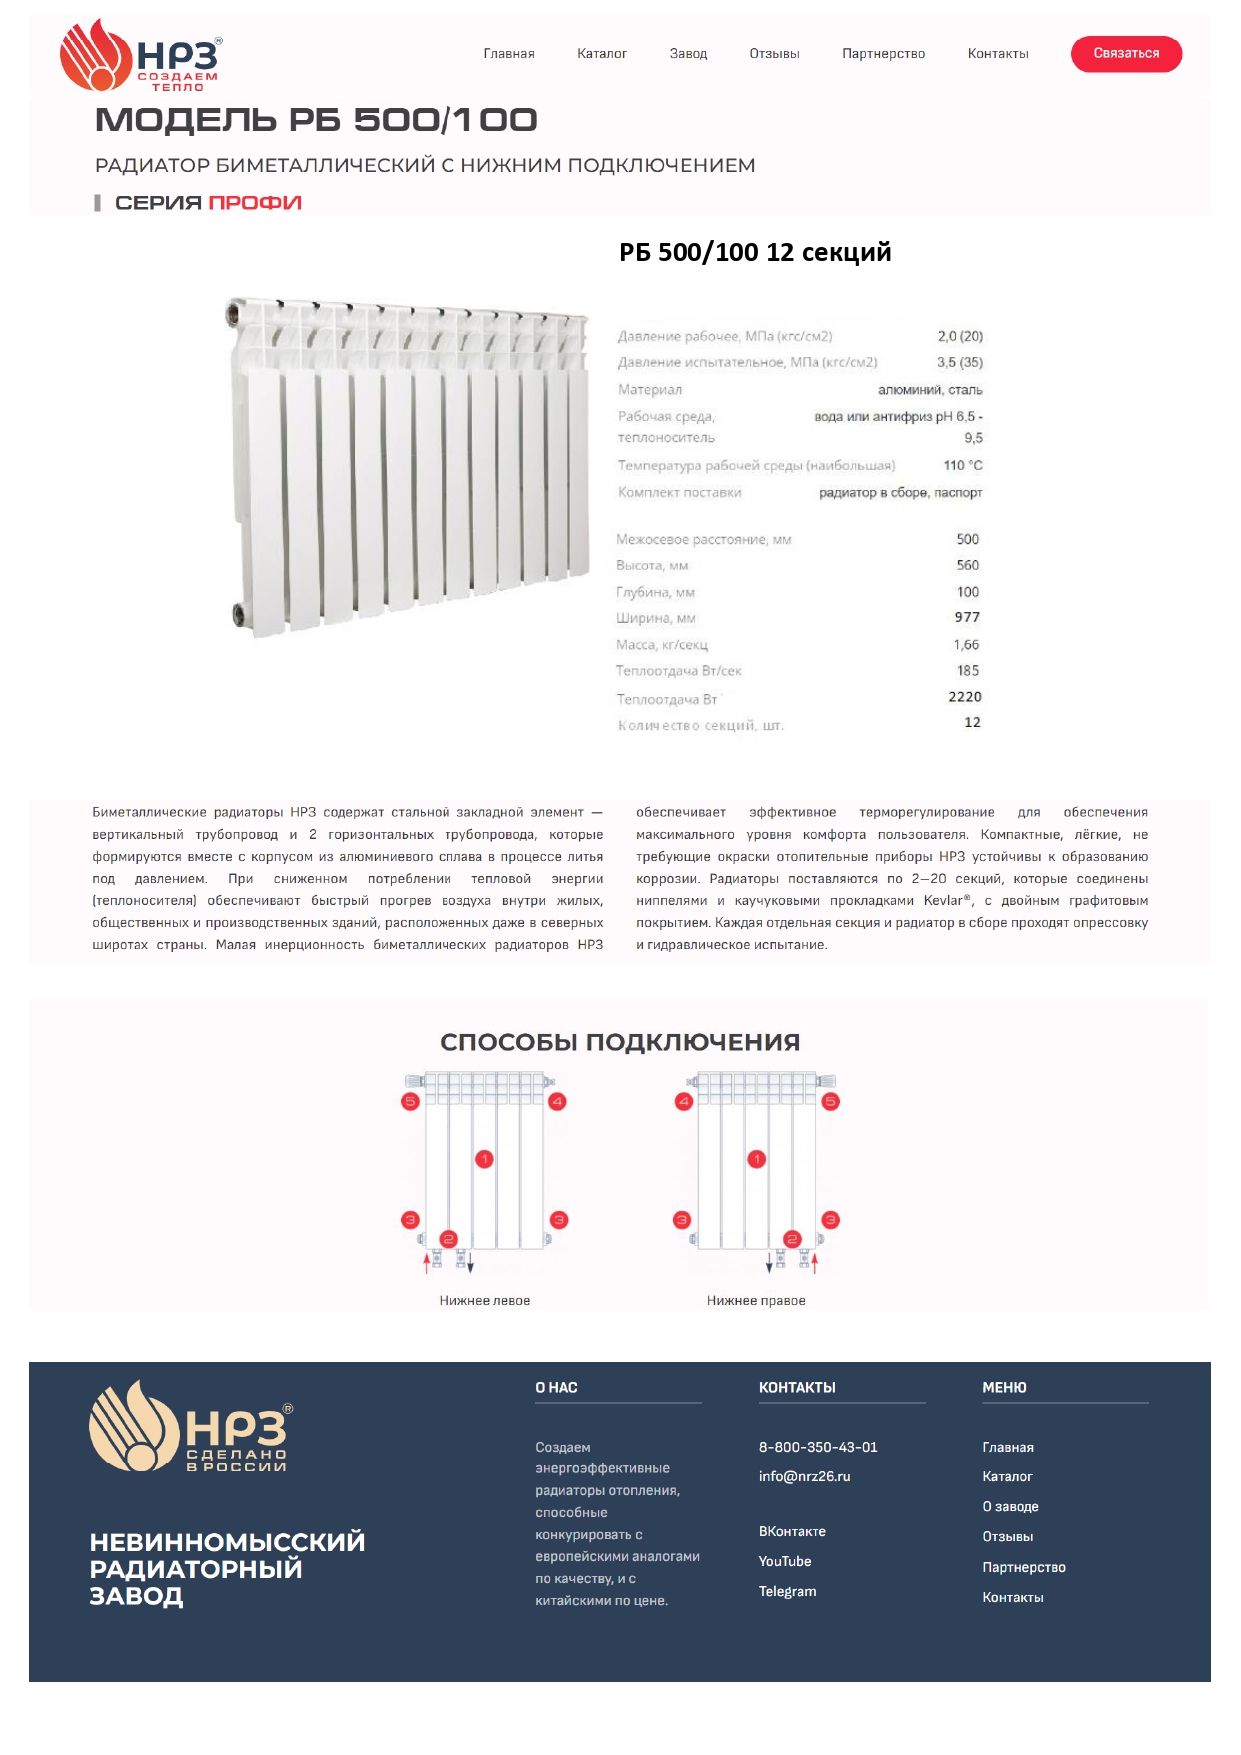 НРЗ®
СОЗДАЕМ
ТЕПЛО
Главная
Каталог
Завод
Отзывы
Партнерство
Контакты
Связаться
МОДЕЛЬ РБ 500/100
РАДИАТОР БИМЕТАЛЛИЧЕСКИЙ С НИЖНИМ ПОДКЛЮЧЕНИЕМ
СЕРИЯ ПРОФИ
РБ 500/100 12 секций
Давление рабочее, МПа (кгс/см2) 2,0 (20)
Давление испытательное, МПа (кгс/см2) 3,5 (35)
Материал алюминий, сталь
Рабочая среда, вода или антифриз pH 6,5 -
теплоноситель 9,5
Температура рабочей среды (наибольшая) 110 °C
Комплект поставки радиатор в сборе, паспорт
Межосевое расстояние, мм 500
Высота, мм 560
Глубина, мм 100
Ширина, мм 977
Масса, кг/секц 1,66
Теплоотдача Вт/сек 185
Теплоотдача Вт 2220
Количество секций, шт. 12
Биметаллические радиаторы НРЗ содержат стальной закладной элемент —
вертикальный трубопровод и 2 горизонтальных трубопровода, которые
формируются вместе с корпусом из алюминиевого сплава в процессе литья
под давлением. При сниженном потреблении тепловой энергии
(теплоносителя) обеспечивают быстрый прогрев воздуха внутри жилых,
общественных и производственных зданий, расположенных даже в северных
широтах страны. Малая инерционность биметаллических радиаторов НРЗ
обеспечивает эффективное терморегулирование для обеспечения
максимального уровня комфорта пользователя. Компактные, лёгкие, не
требующие окраски отопительные приборы НРЗ устойчивы к образованию
коррозии. Радиаторы поставляются по 2–20 секций, которые соединены
ниппелями и каучуковыми прокладками Kevlar®, с двойным графитовым
покрытием. Каждая отдельная секция и радиатор в сборе проходят опрессовку
и гидравлическое испытание.
СПОСОБЫ ПОДКЛЮЧЕНИЯ
5 4
1
3 3
2
Нижнее левое
4 5
1
3 3
2
Нижнее правое
НРЗ®
СДЕЛАНО
В РОССИИ
НЕВИННОМЫССКИЙ
РАДИАТОРНЫЙ
ЗАВОД
О НАС
Создаем
энергоэффективные
радиаторы отопления,
способные
конкурировать с
европейскими аналогами
по качеству, и с
китайскими по цене.
КОНТАКТЫ
8-800-350-43-01
info@nrz26.ru
ВКонтакте
YouTube
Telegram
МЕНЮ
Главная
Каталог
О заводе
Отзывы
Партнерство
Контакты